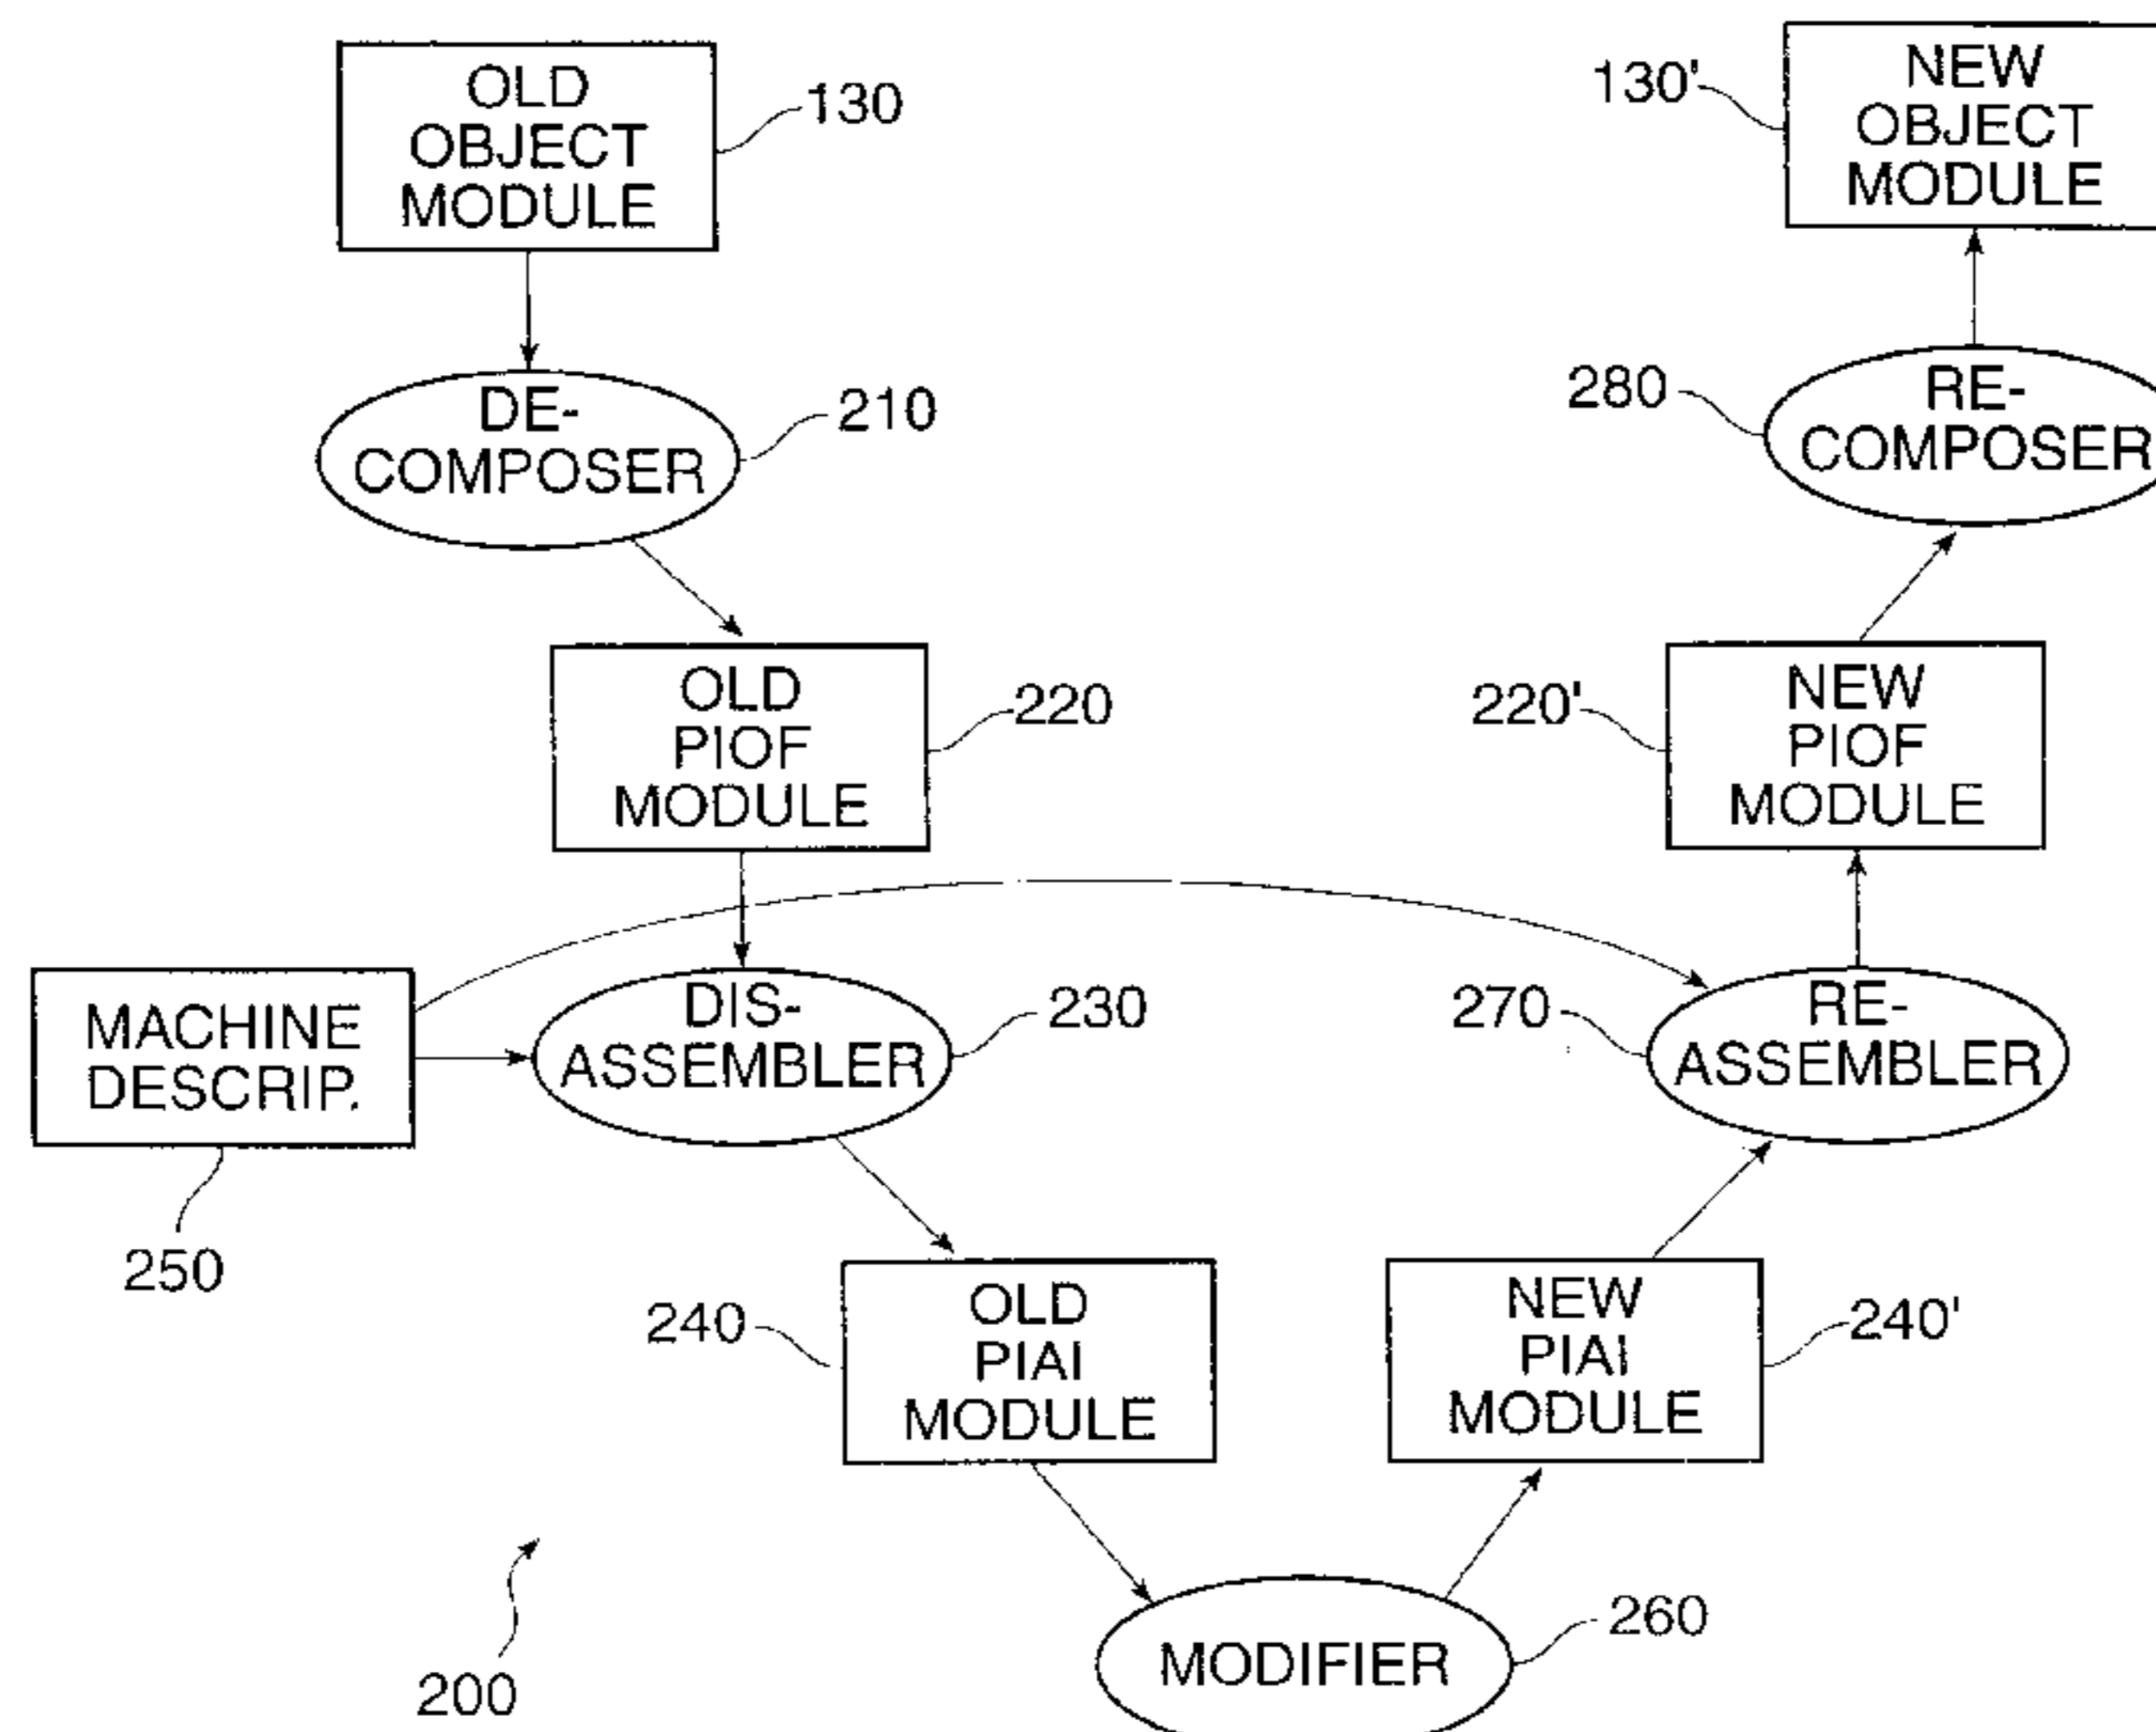 OLD
OBJECT
MODULE
130
130'
NEW
OBJECT
MODULE
DE-
COMPOSER
210
280
RE-
COMPOSER
OLD
PIOF
MODULE
220
220'
NEW
PIOF
MODULE
MACHINE
DESCRIP.
250
DIS-
ASSEMBLER
230
270
RE-
ASSEMBLER
240
OLD
PIAI
MODULE
NEW
PIAI
MODULE
240'
200
MODIFIER
260